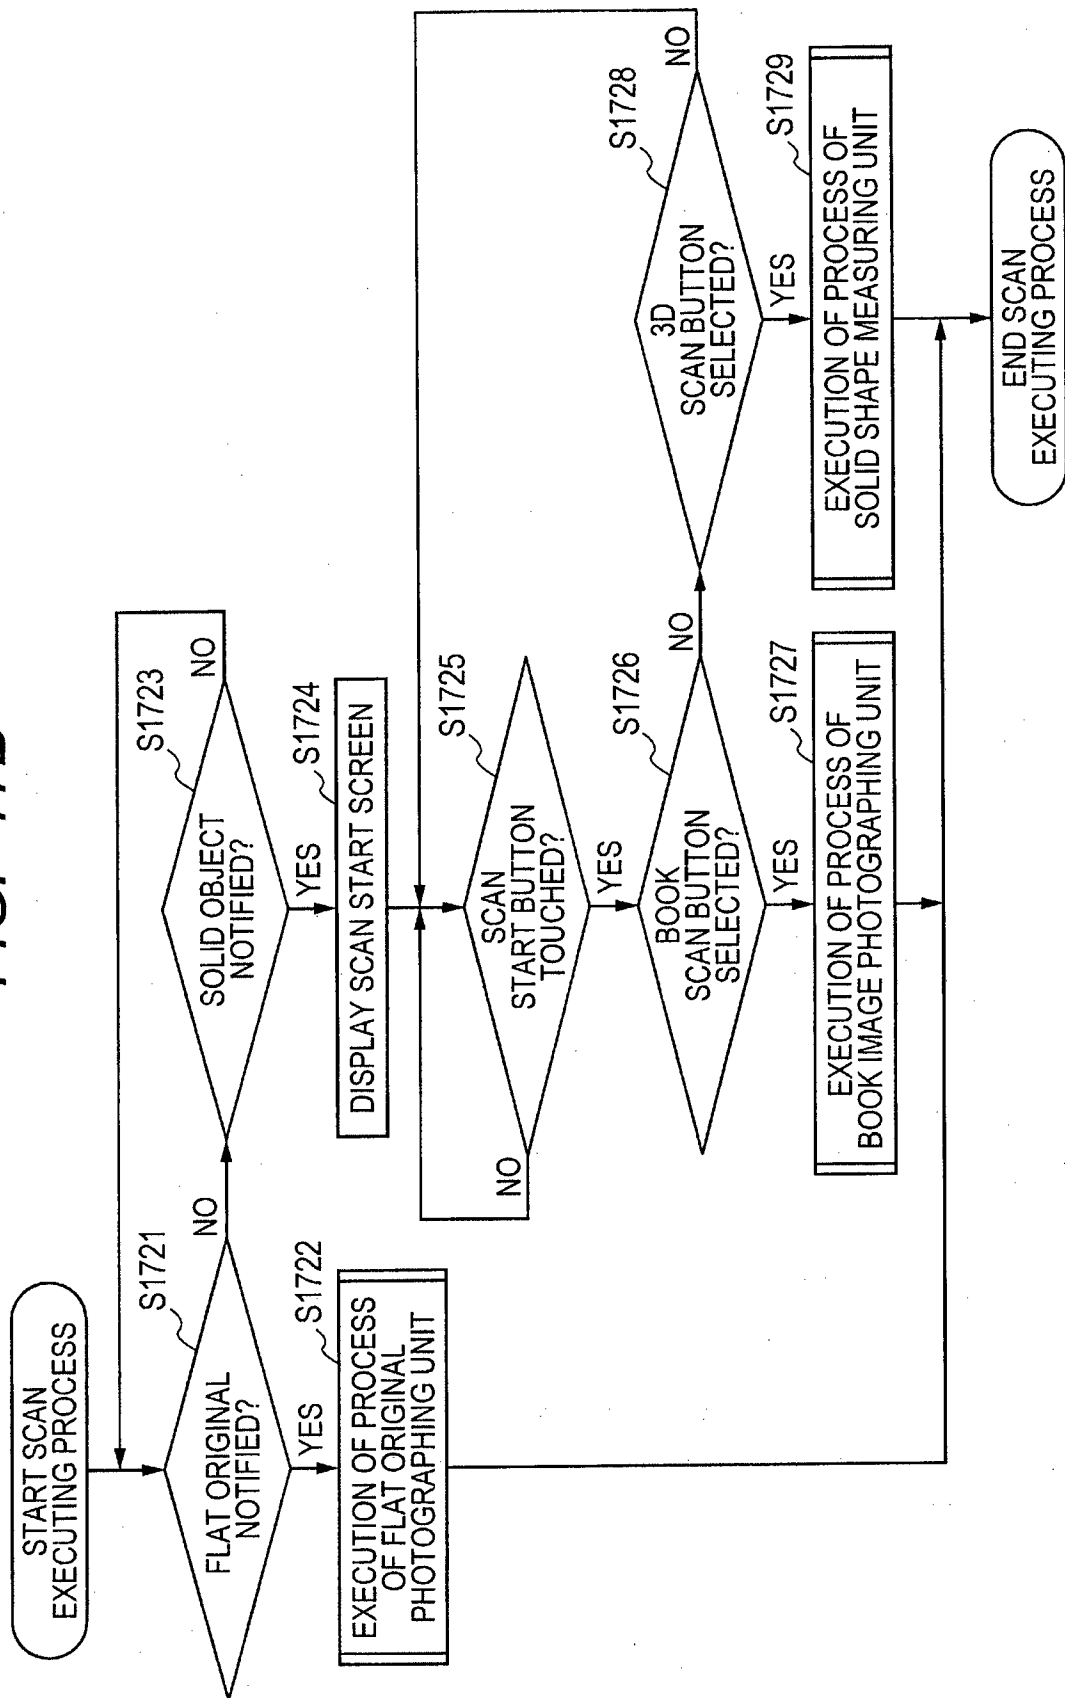 START SCAN
EXECUTING PROCESS
S1721
FLAT ORIGINAL
NOTIFIED?
NO
YES
S1722
EXECUTION OF PROCESS
OF FLAT ORIGINAL
PHOTOGRAPHING UNIT
S1723
SOLID OBJECT
NOTIFIED?
NO
YES
S1724
DISPLAY SCAN START SCREEN
S1725
SCAN
START BUTTON
TOUCHED?
NO
YES
S1726
BOOK
SCAN BUTTON
SELECTED?
NO
YES
S1727
EXECUTION OF PROCESS OF
BOOK IMAGE PHOTOGRAPHING UNIT
S1728
3D
SCAN BUTTON
SELECTED?
NO
YES
S1729
EXECUTION OF PROCESS OF
SOLID SHAPE MEASURING UNIT
END SCAN
EXECUTING PROCESS